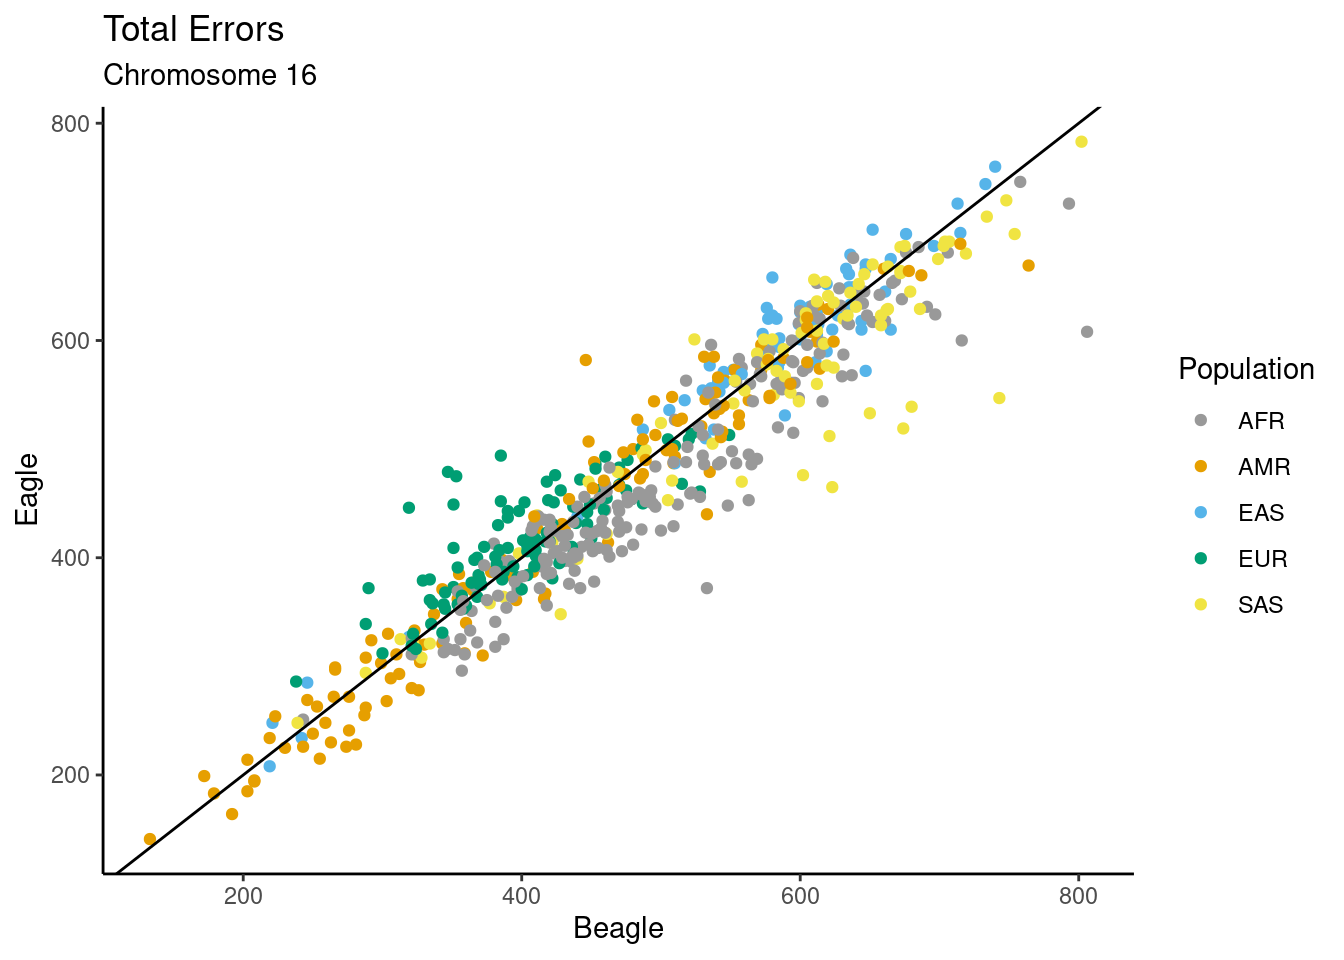 Total Errors
Chromosome 16
800
600
400
200
Eagle
200 400 600 800
Beagle
Population
AFR
AMR
EAS
EUR
SAS